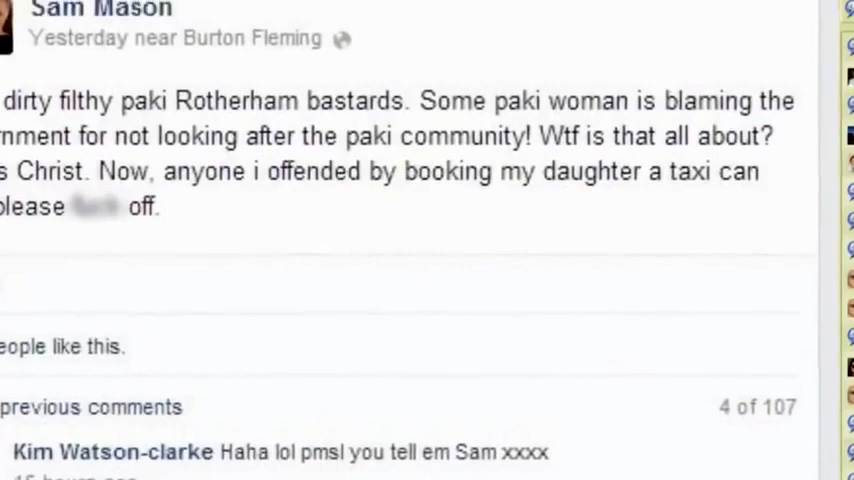 Sam Mason
Yesterday near Burton Fleming
dirty filthy paki Rotherham bastards. Some paki woman is blaming the
rnment for not looking after the paki community! Wtf is that all about?
s Christ. Now, anyone i offended by booking my daughter a taxi can
please off.
eople like this.
previous comments
4 of 107
Kim Watson-clarke Haha lol pmsl you tell em Sam xxxx